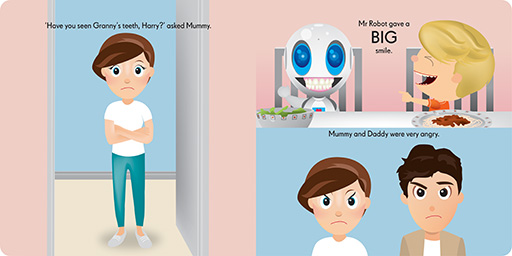 ‘Have you seen Granny’s teeth, Harry?’ asked Mummy.
Mr Robot gave a
BIG
smile.
Mummy and Daddy were very angry.